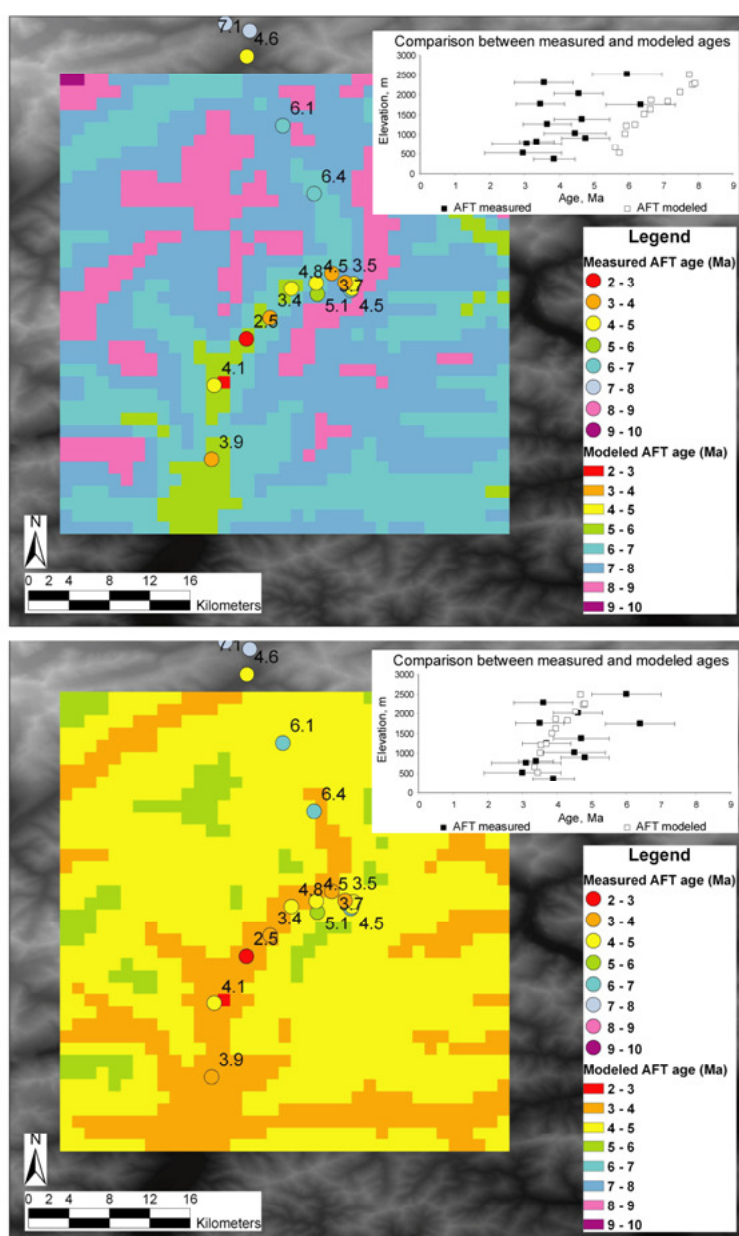 7.1
4.6
6.1
6.4
4.8 4.5 3.5
3.7
3.4 5.1 4.5
2.5
4.1
3.9
N
0 2 4 8 12 16
Kilometers
Comparison between measured and modeled ages
Elevation, m
3000
2500
2000
1500
1000
500
0
0 1 2 3 4 5 6 7 8 9
Age, Ma
AFT measured AFT modeled
Legend
Measured AFT age (Ma)
2 - 3
3 - 4
4 - 5
5 - 6
6 - 7
7 - 8
8 - 9
9 - 10
Modeled AFT age (Ma)
2 - 3
3 - 4
4 - 5
5 - 6
6 - 7
7 - 8
8 - 9
9 - 10
7.1
4.6
6.1
6.4
4.8 4.5 3.5
3.7
3.4 5.1 4.5
2.5
4.1
3.9
N
0 2 4 8 12 16
Kilometers
Comparison between measured and modeled ages
Elevation, m
3000
2500
2000
1500
1000
500
0
0 1 2 3 4 5 6 7 8 9
Age, Ma
AFT measured AFT modeled
Legend
Measured AFT age (Ma)
2 - 3
3 - 4
4 - 5
5 - 6
6 - 7
7 - 8
8 - 9
9 - 10
Modeled AFT age (Ma)
2 - 3
3 - 4
4 - 5
5 - 6
6 - 7
7 - 8
8 - 9
9 - 10